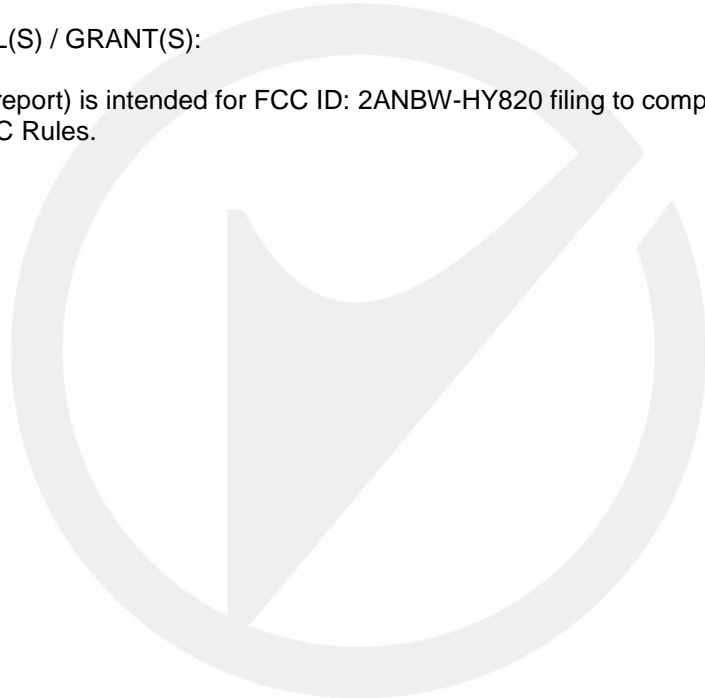 L(S) / GRANT(S):
report) is intended for FCC ID: 2ANBW-HY820 filing to comp
C Rules.